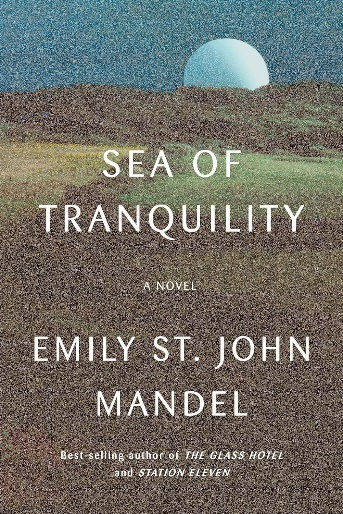 SEA OF
TRANQUILITY
A NOVEL
EMILY ST. JOHN
MANDEL
Best-selling author of THE GLASS HOTEL
and STATION ELEVEN